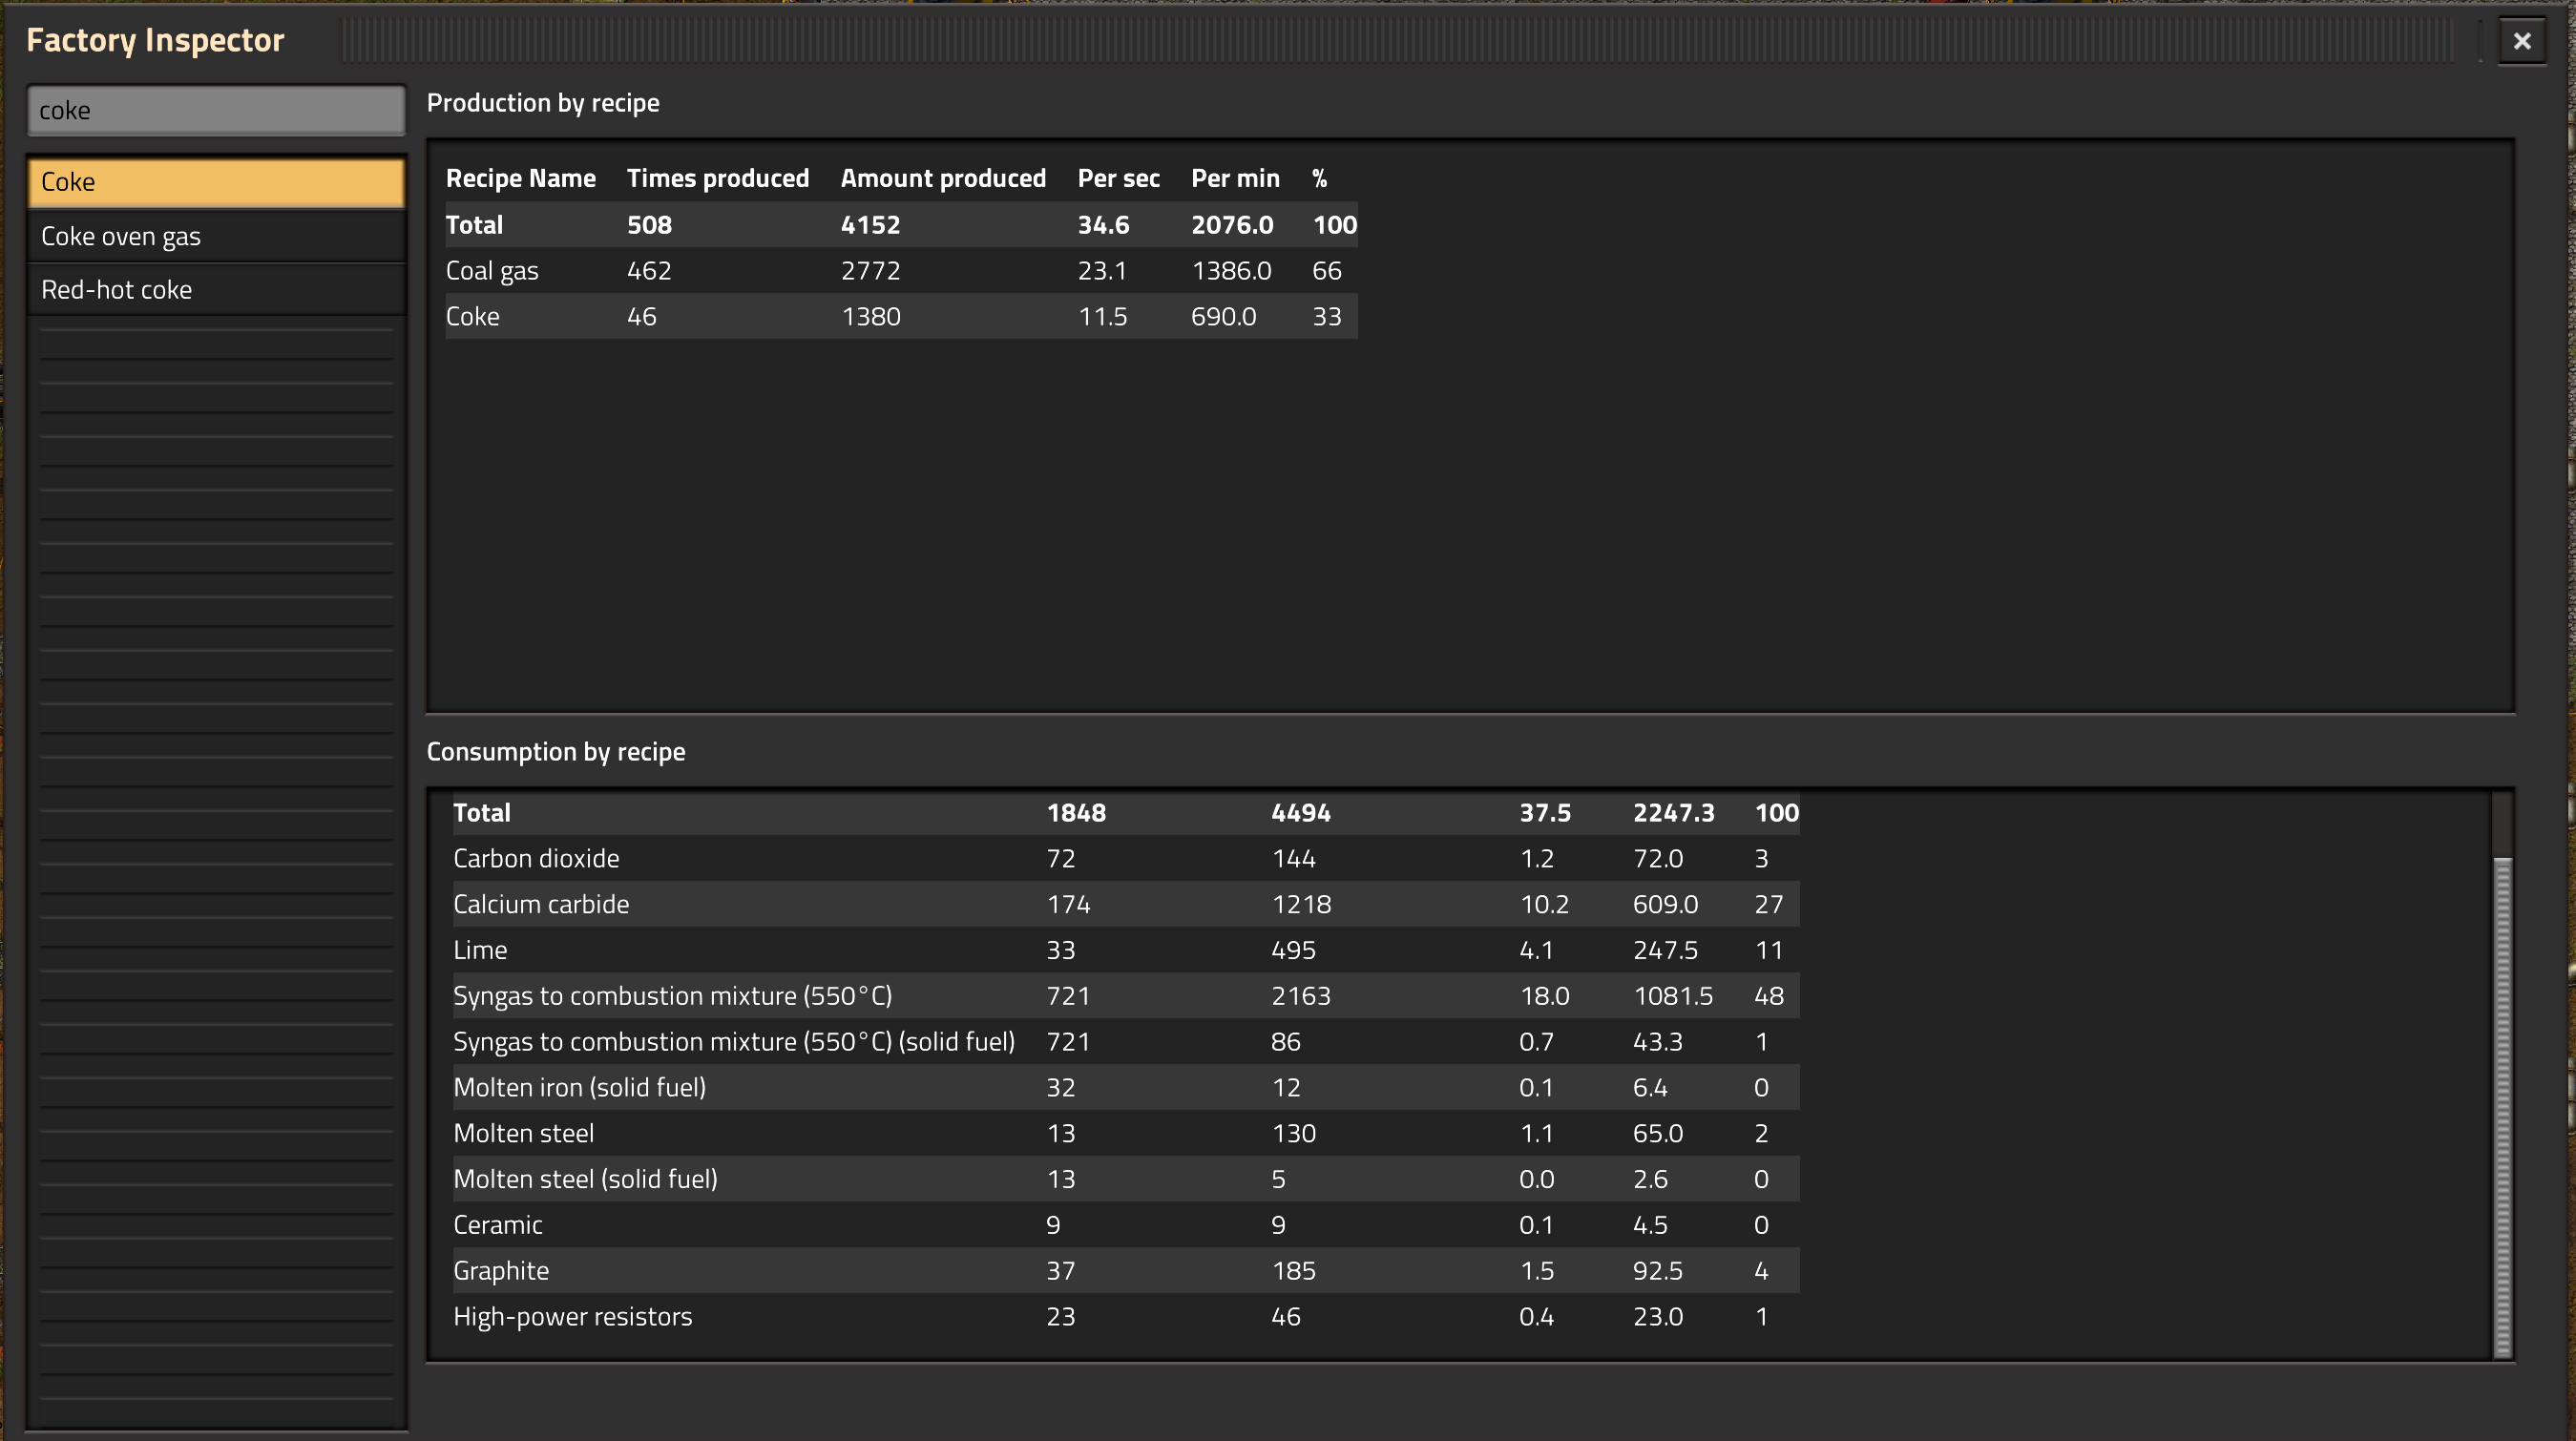 Factory Inspector
coke
Coke
Coke oven gas
Red-hot coke
Production by recipe
Recipe Name Times produced Amount produced Per sec Per min %
Total 508 4152 34.6 2076.0 100
Coal gas 462 2772 23.1 1386.0 66
Coke 46 1380 11.5 690.0 33
Consumption by recipe
Total 1848 4494 37.5 2247.3 100
Carbon dioxide 72 144 1.2 72.0 3
Calcium carbide 174 1218 10.2 609.0 27
Lime 33 495 4.1 247.5 11
Syngas to combustion mixture (550°C) 721 2163 18.0 1081.5 48
Syngas to combustion mixture (550°C) (solid fuel) 721 86 0.7 43.3 1
Molten iron (solid fuel) 32 12 0.1 6.4 0
Molten steel 13 130 1.1 65.0 2
Molten steel (solid fuel) 13 5 0.0 2.6 0
Ceramic 9 9 0.1 4.5 0
Graphite 37 185 1.5 92.5 4
High-power resistors 23 46 0.4 23.0 1